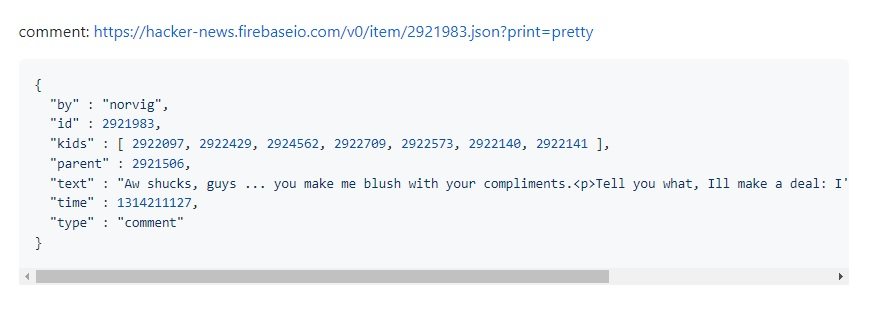 comment: https://hacker-news.firebaseio.com/v0/item/2921983.json?print=pretty
{
  "by" : "norvig",
  "id" : 2921983,
  "kids" : [ 2922097, 2922429, 2924562, 2922709, 2922573, 2922140, 2922141 ],
  "parent" : 2921506,
  "text" : "Aw shucks, guys ... you make me blush with your compliments.<p>Tell you what, Ill make a deal: I'
  "time" : 1314211127,
  "type" : "comment"
}